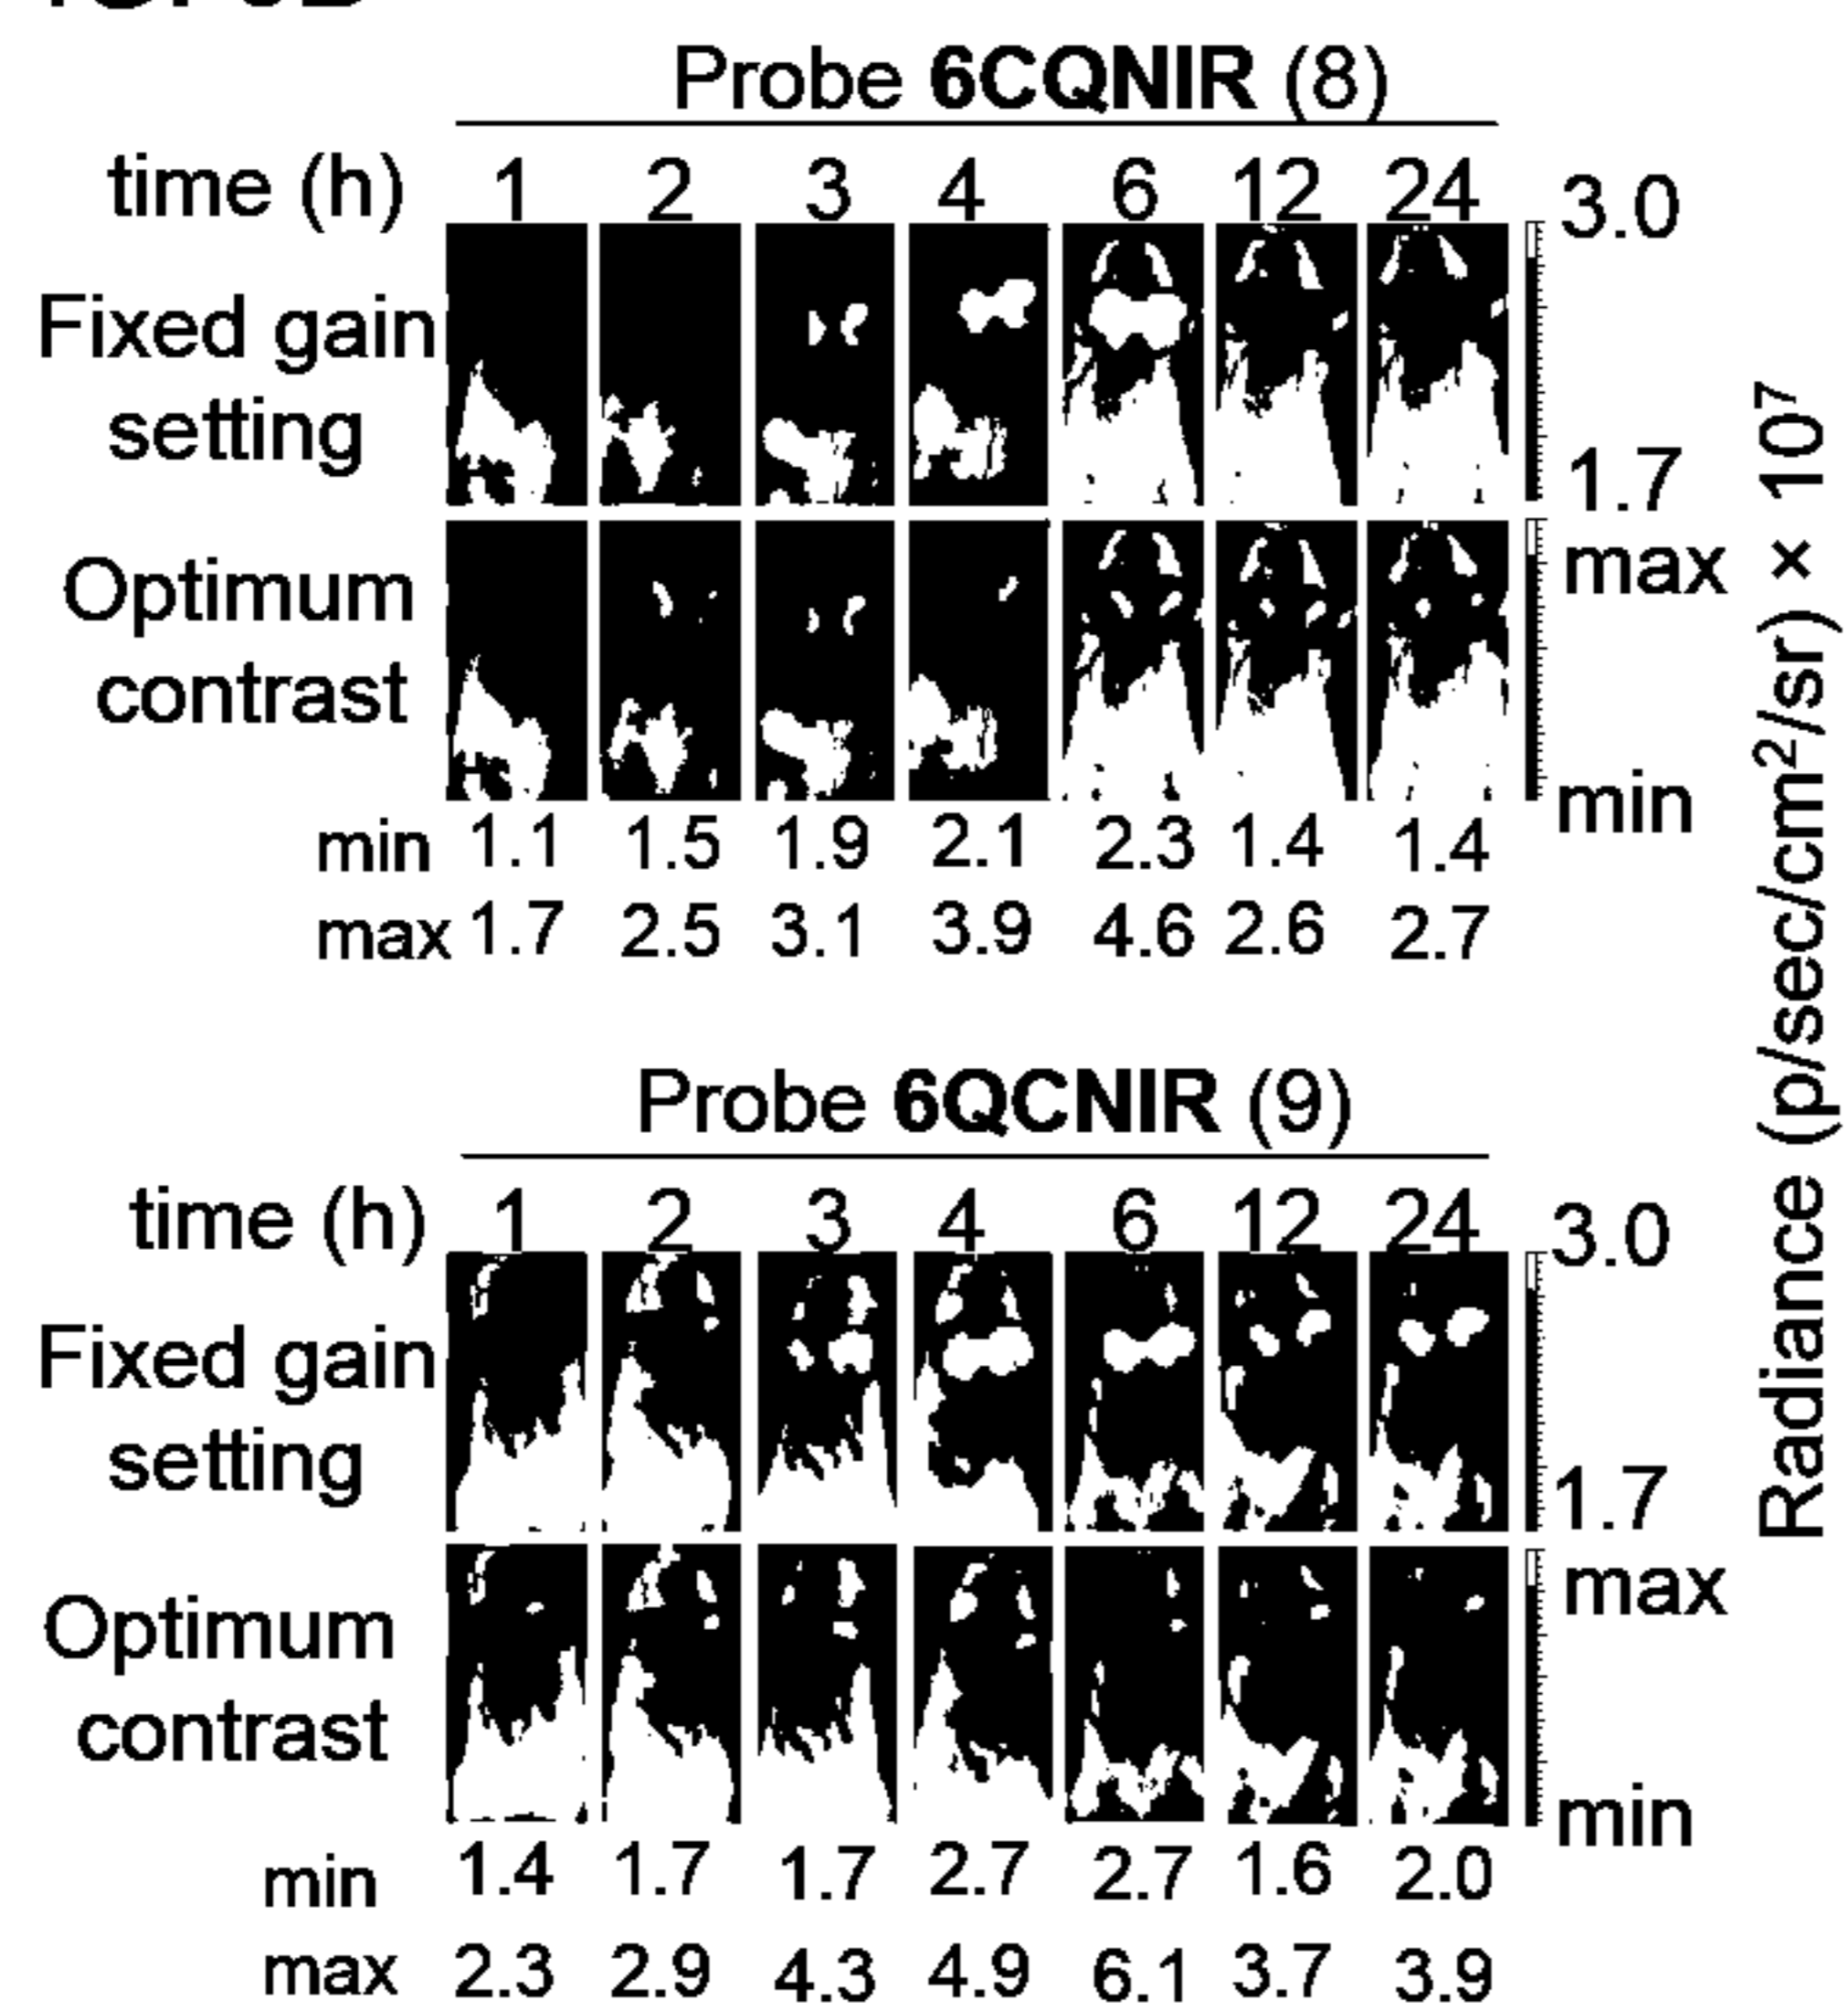 Probe 6CQNIR (8)
time (h) 1 2 3 4 6 12 24
3.0
Fixed gain
setting
1.7
Optimum
contrast
max
min
min 1.1 1.5 1.9 2.1 2.3 1.4 1.4
max 1.7 2.5 3.1 3.9 4.6 2.6 2.7
Probe 6QCNIR (9)
time (h) 1 2 3 4 6 12 24
3.0
Fixed gain
setting
1.7
Optimum
contrast
max
min
min 1.4 1.7 1.7 2.7 2.7 1.6 2.0
max 2.3 2.9 4.3 4.9 6.1 3.7 3.9
Radiance (p/sec/cm²/sr) × 10⁷